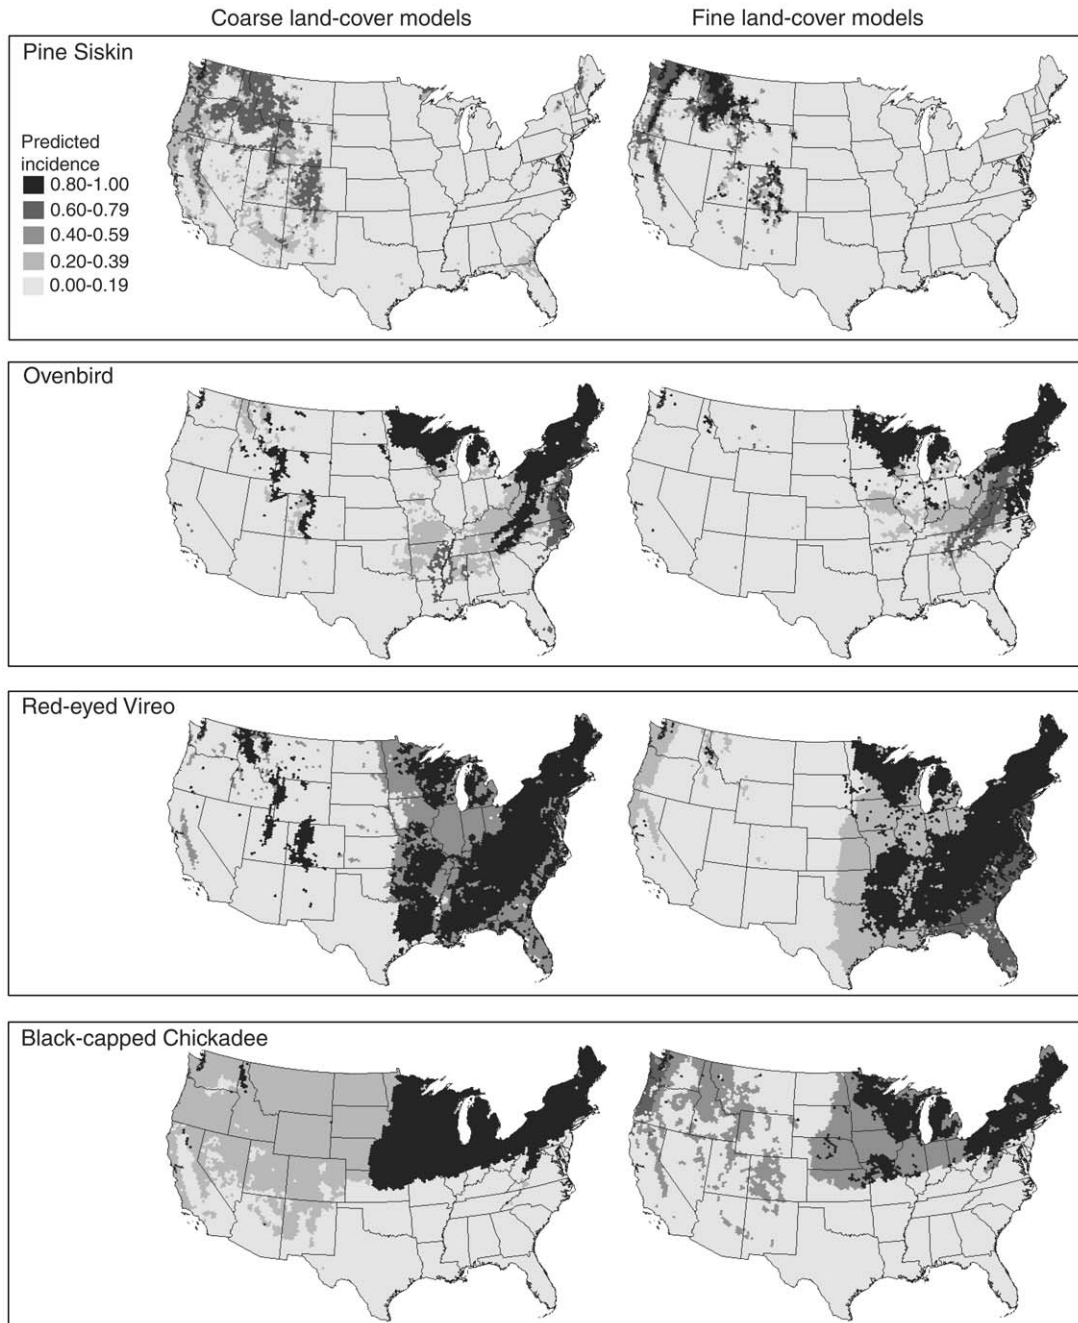 Coarse land-cover models
Fine land-cover models
Pine Siskin
Predicted
incidence
0.80-1.00
0.60-0.79
0.40-0.59
0.20-0.39
0.00-0.19
Ovenbird
Red-eyed Vireo
Black-capped Chickadee